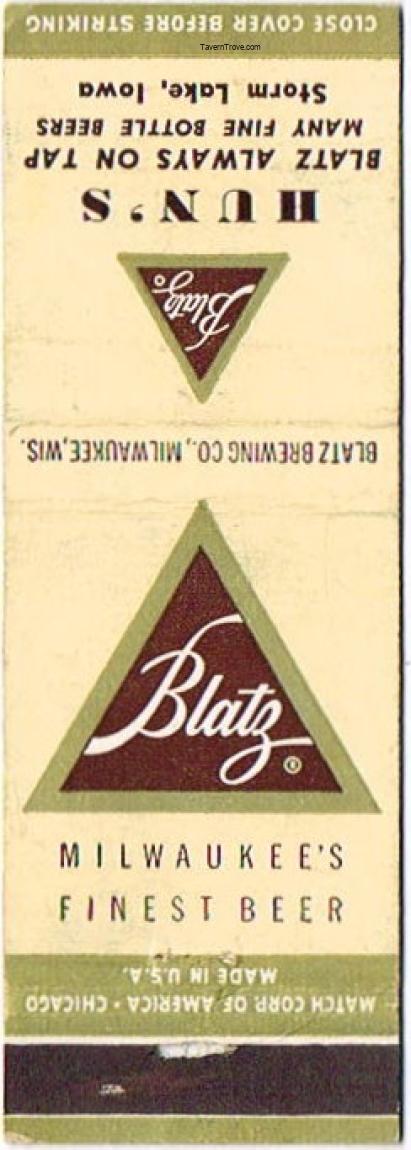 CLOSE COVER BEFORE STRIKING
TavernTrove.com
Storm Lake, Iowa
MANY FINE BOTTLE BEERS
BLATZ ALWAYS ON TAP
HUN'S
Blatz
BLATZ BREWING CO., MILWAUKEE, WIS.
Blatz
®
MILWAUKEE'S
FINEST BEER
MADE IN U.S.A.
MATCH CORP. OF AMERICA • CHICAGO